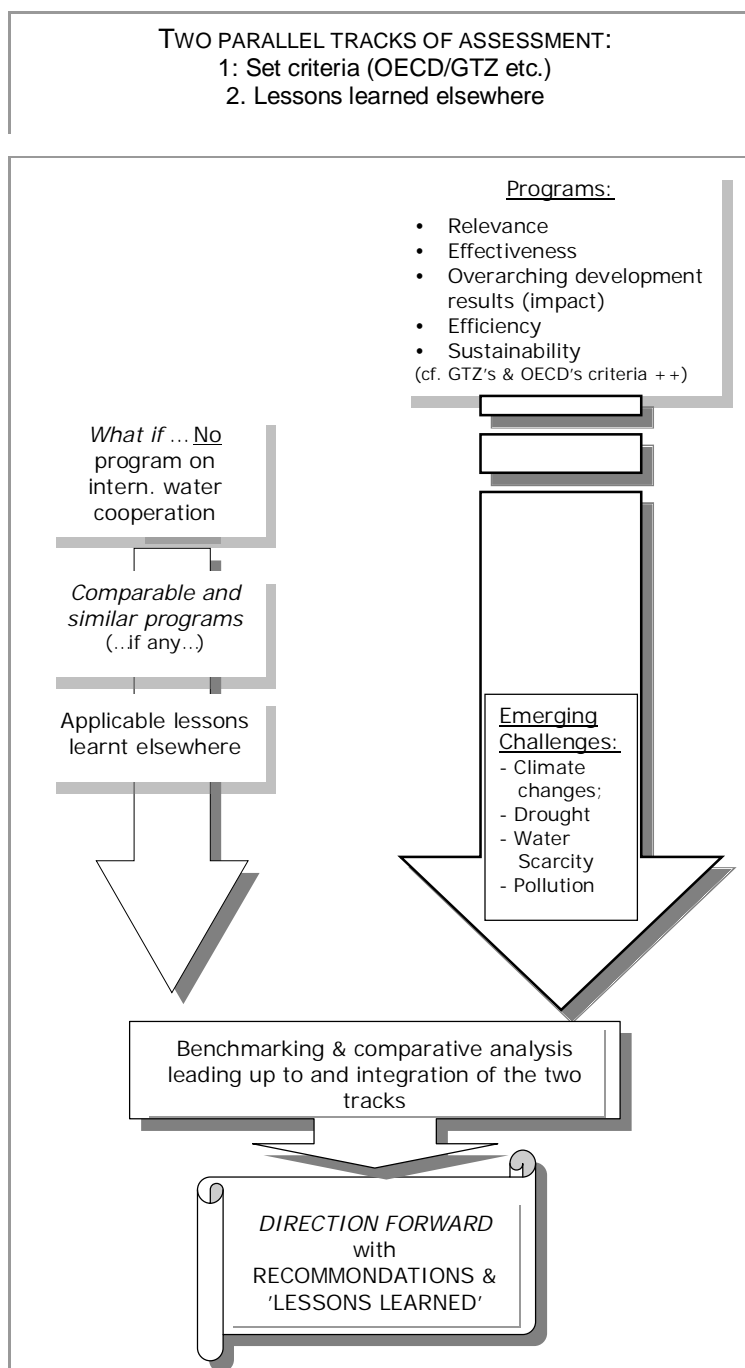 TWO PARALLEL TRACKS OF ASSESSMENT:
1: Set criteria (OECD/GTZ etc.)
2. Lessons learned elsewhere
Programs:
• Relevance
• Effectiveness
• Overarching development
results (impact)
• Efficiency
• Sustainability
(cf. GTZ's & OECD's criteria ++)
What if ... No
program on
intern. water
cooperation
Comparable and
similar programs
(...if any...)
Applicable lessons
learnt elsewhere
Emerging
Challenges:
- Climate
changes;
- Drought
- Water
Scarcity
- Pollution
Benchmarking & comparative analysis
leading up to and integration of the two
tracks
DIRECTION FORWARD
with
RECOMMONDATIONS &
'LESSONS LEARNED'